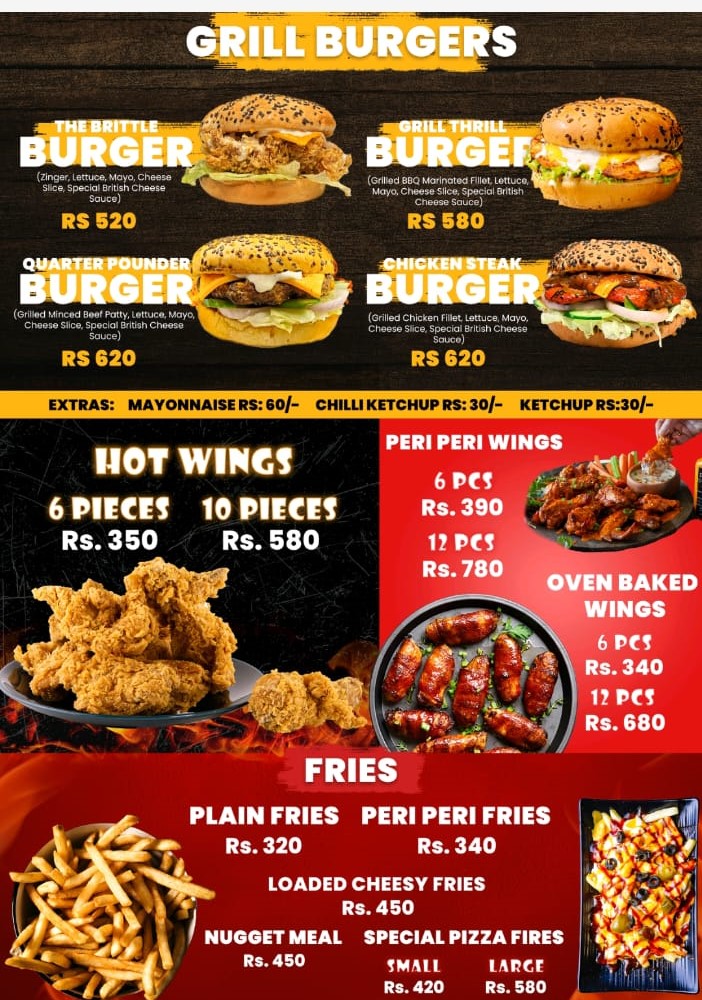 GRILL BURGERS
THE BRITTLE
BURGER
(Zinger, Lettuce, Mayo, Cheese
Slice, Special British Cheese
Sauce)
RS 520
GRILL THRILL
BURGER
(Grilled BBQ Marinated Fillet, Lettuce,
Mayo, Cheese Slice, Special British
Cheese Sauce)
RS 580
QUARTER POUNDER
BURGER
(Grilled Minced Beef Patty, Lettuce, Mayo,
Cheese Slice, Special British Cheese
Sauce)
RS 620
CHICKEN STEAK
BURGER
(Grilled Chicken Fillet, Lettuce, Mayo,
Cheese Slice, Special British Cheese
Sauce)
RS 620
EXTRAS: MAYONNAISE RS: 60/- CHILLI KETCHUP RS: 30/- KETCHUP RS:30/-
HOT WINGS
6 PIECES 10 PIECES
Rs. 350 Rs. 580
PERI PERI WINGS
6 PCS
Rs. 390
12 PCS
Rs. 780
OVEN BAKED
WINGS
6 PCS
Rs. 340
12 PCS
Rs. 680
FRIES
PLAIN FRIES PERI PERI FRIES
Rs. 320 Rs. 340
LOADED CHEESY FRIES
Rs. 450
NUGGET MEAL SPECIAL PIZZA FIRES
Rs. 450
SMALL LARGE
Rs. 420 Rs. 580